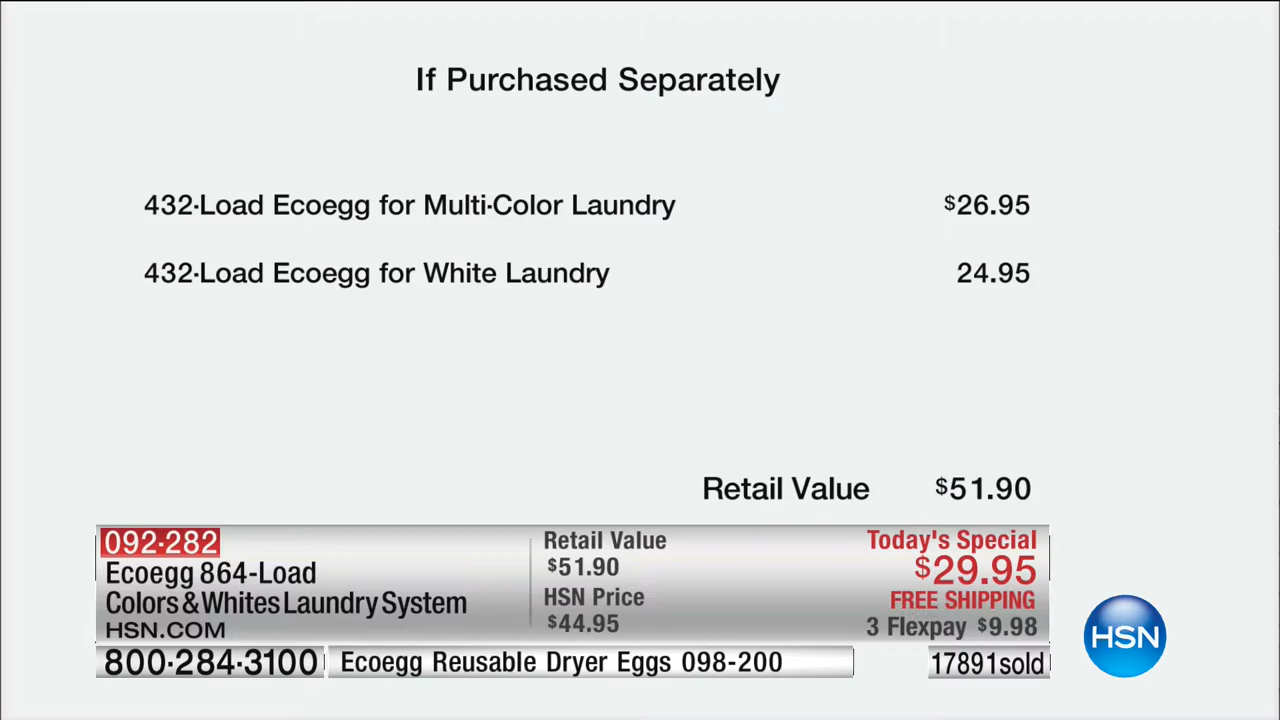 If Purchased Separately
432-Load Ecoegg for Multi-Color Laundry $26.95
432-Load Ecoegg for White Laundry 24.95
Retail Value $51.90
092-282
Ecoegg 864-Load
Colors & Whites Laundry System
HSN.COM
Retail Value
$51.90
HSN Price
$44.95
Today's Special
$29.95
FREE SHIPPING
3 Flexpay $9.98
HSN
800-284-3100
Ecoegg Reusable Dryer Eggs 098-200
17891sold